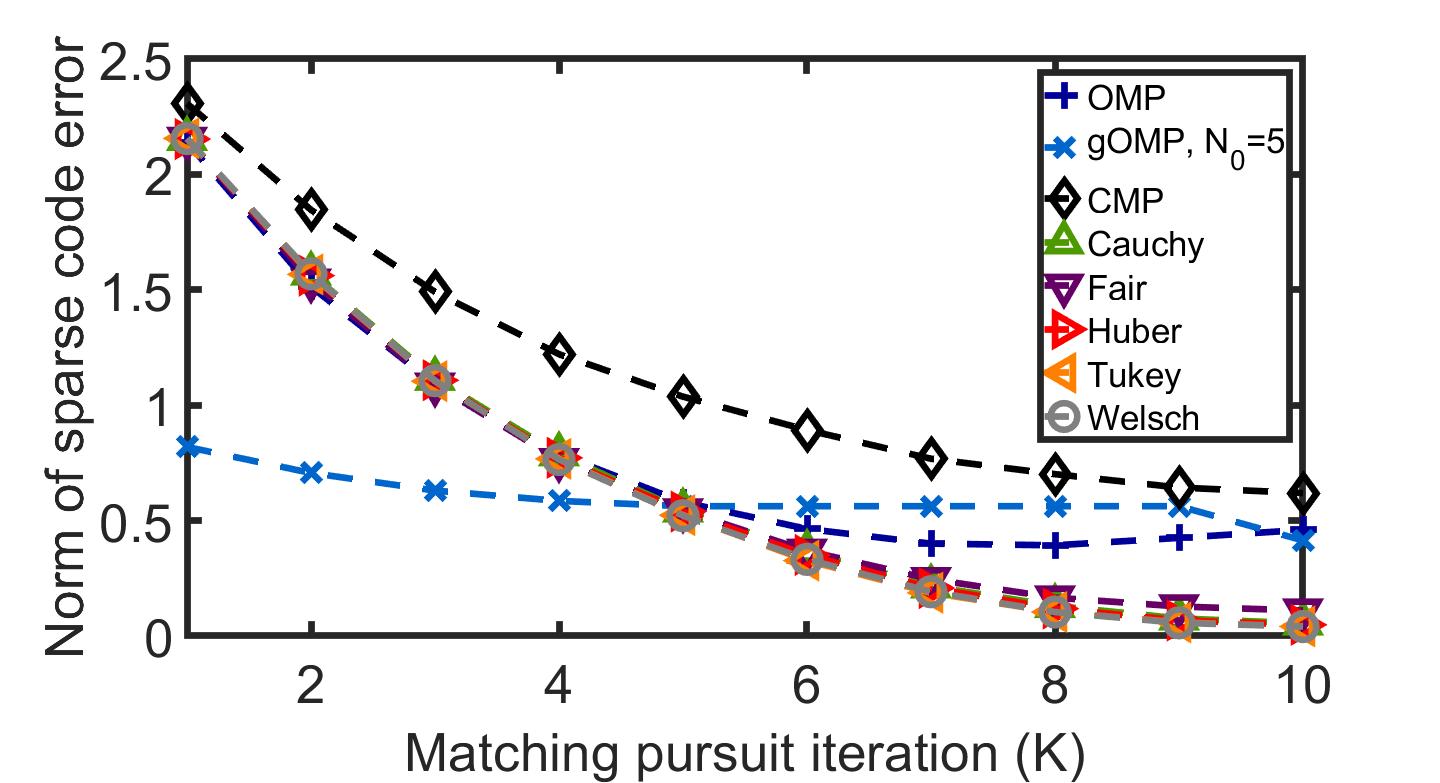 Norm of sparse code error
2.5
2
1.5
1
0.5
0
2
4
6
8
10
Matching pursuit iteration (K)
OMP
gOMP, N₀=5
CMP
Cauchy
Fair
Huber
Tukey
Welsch